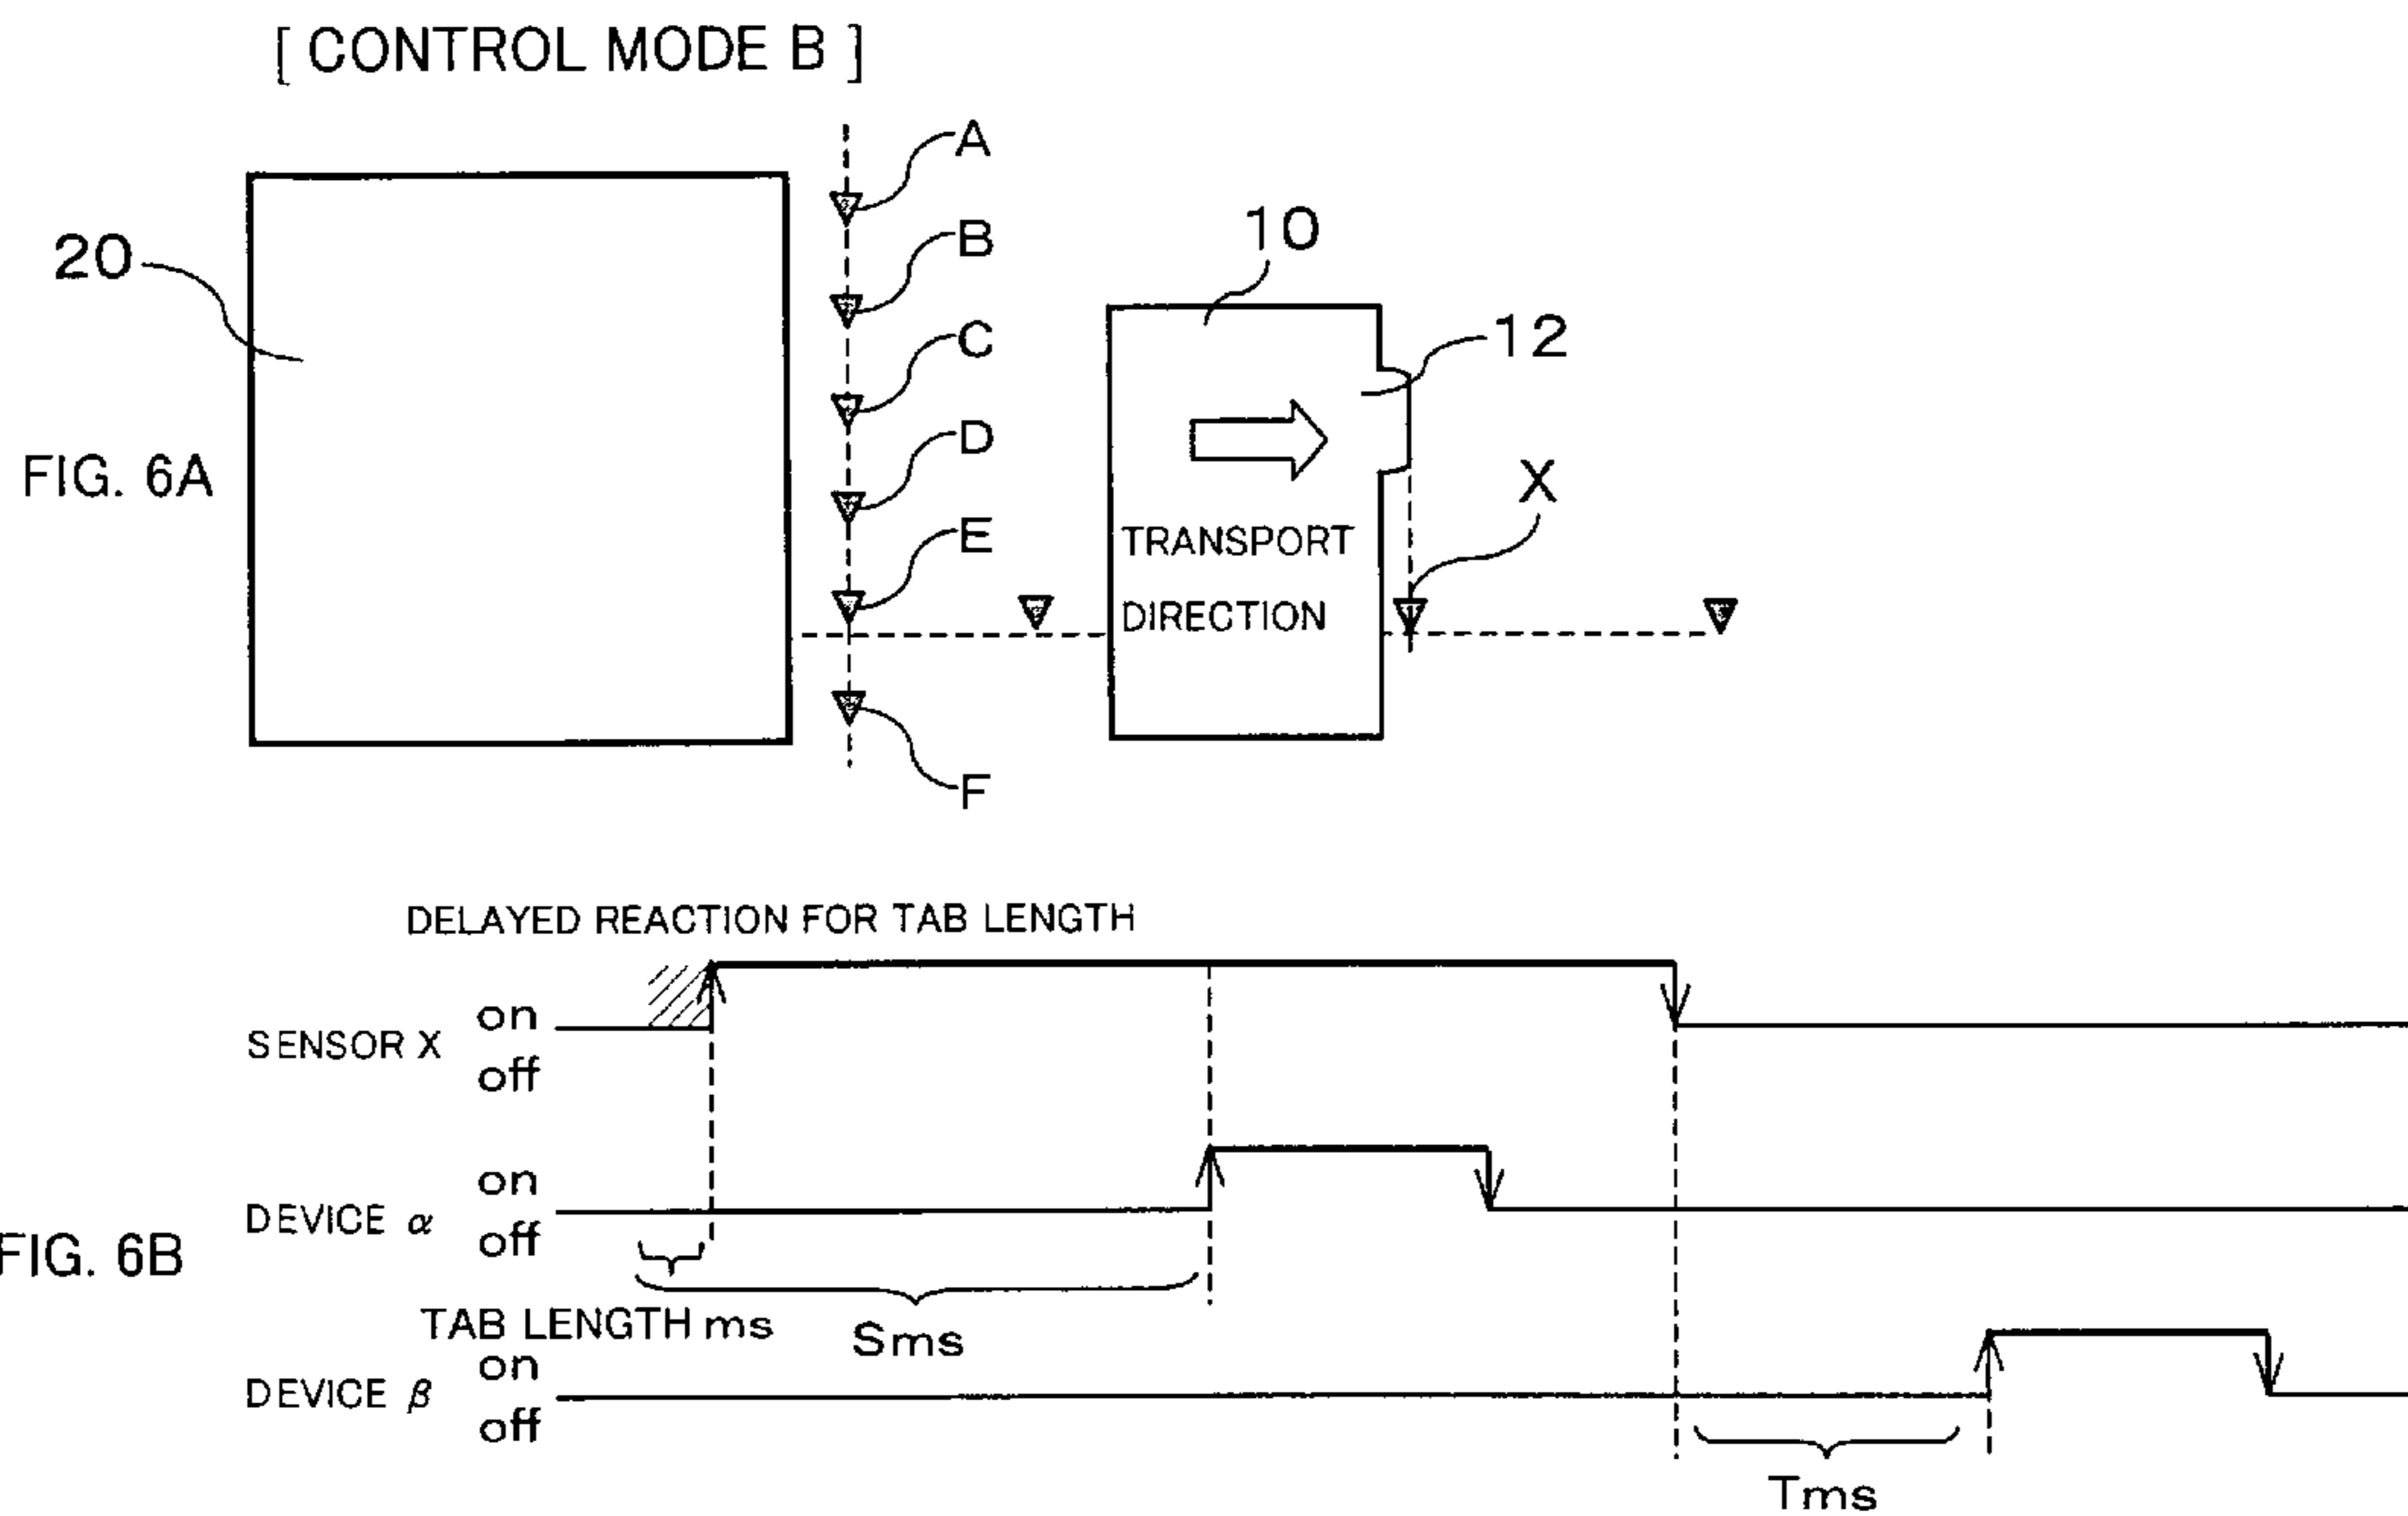 [ CONTROL MODE B ]
A
B
20
10
C
12
D
FIG. 6A
X
E
TRANSPORT
DIRECTION
F
DELAYED REACTION FOR TAB LENGTH
on
SENSOR X
off
on
DEVICE α
off
FIG. 6B
TAB LENGTH ms
Sms
on
DEVICE β
off
Tms